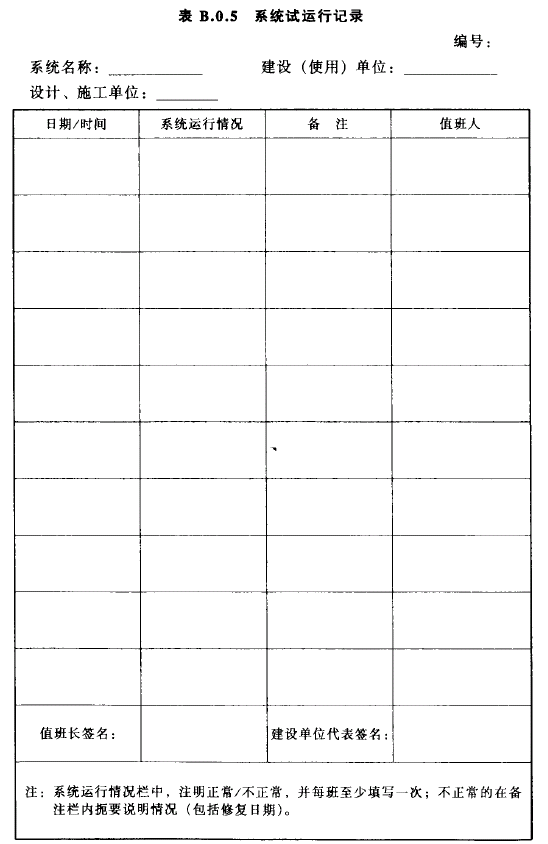 表 B.0.5 系统试运行记录
编号：
系统名称：____________ 建设（使用）单位：____________
设计、施工单位：________
日期/时间 系统运行情况 备 注 值班人
值班长签名： 建设单位代表签名：
注：系统运行情况栏中，注明正常/不正常，并每班至少填写一次；不正常的在备
注栏内扼要说明情况（包括修复日期）。